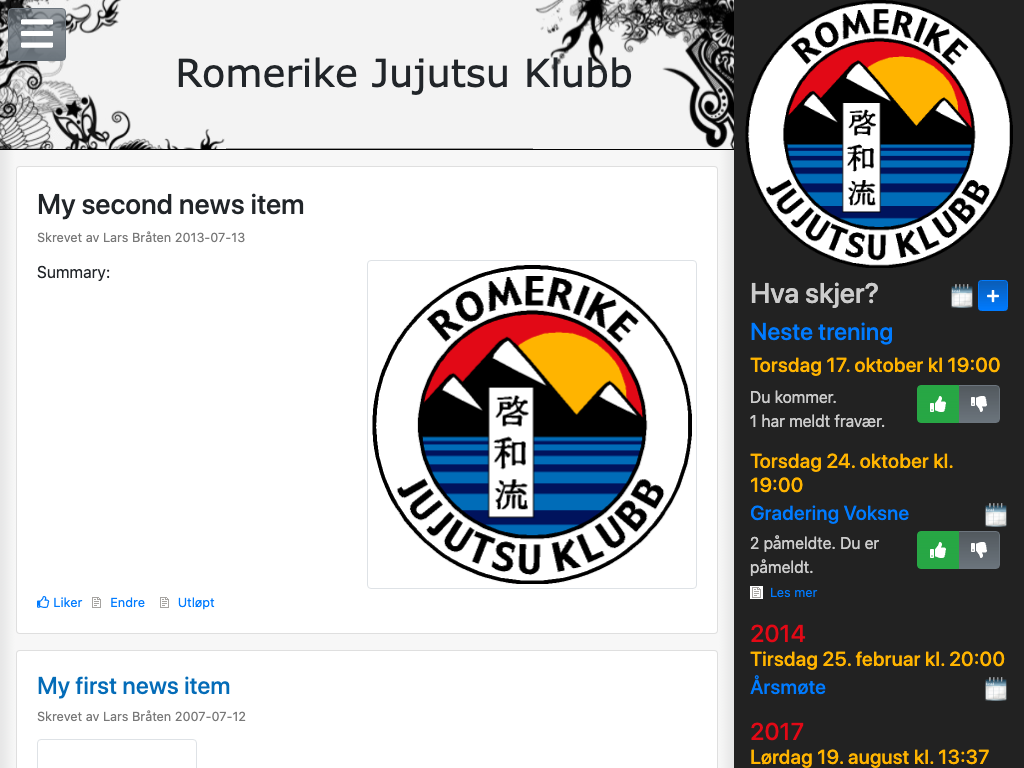 Romerike Jujutsu Klubb
My second news item
Skrevet av Lars Bråten 2013-07-13
Summary:
ROMERIKE
啓
和
流
JUJUTSU KLUBB
Liker Endre Utløpt
My first news item
Skrevet av Lars Bråten 2007-07-12
ROMERIKE
啓
和
流
JUJUTSU KLUBB
Hva skjer?
+
Neste trening
Torsdag 17. oktober kl 19:00
Du kommer.
1 har meldt fravær.
Torsdag 24. oktober kl.
19:00
Gradering Voksne
2 påmeldte. Du er
påmeldt.
Les mer
2014
Tirsdag 25. februar kl. 20:00
Årsmøte
2017
Lørdag 19. august kl. 13:37